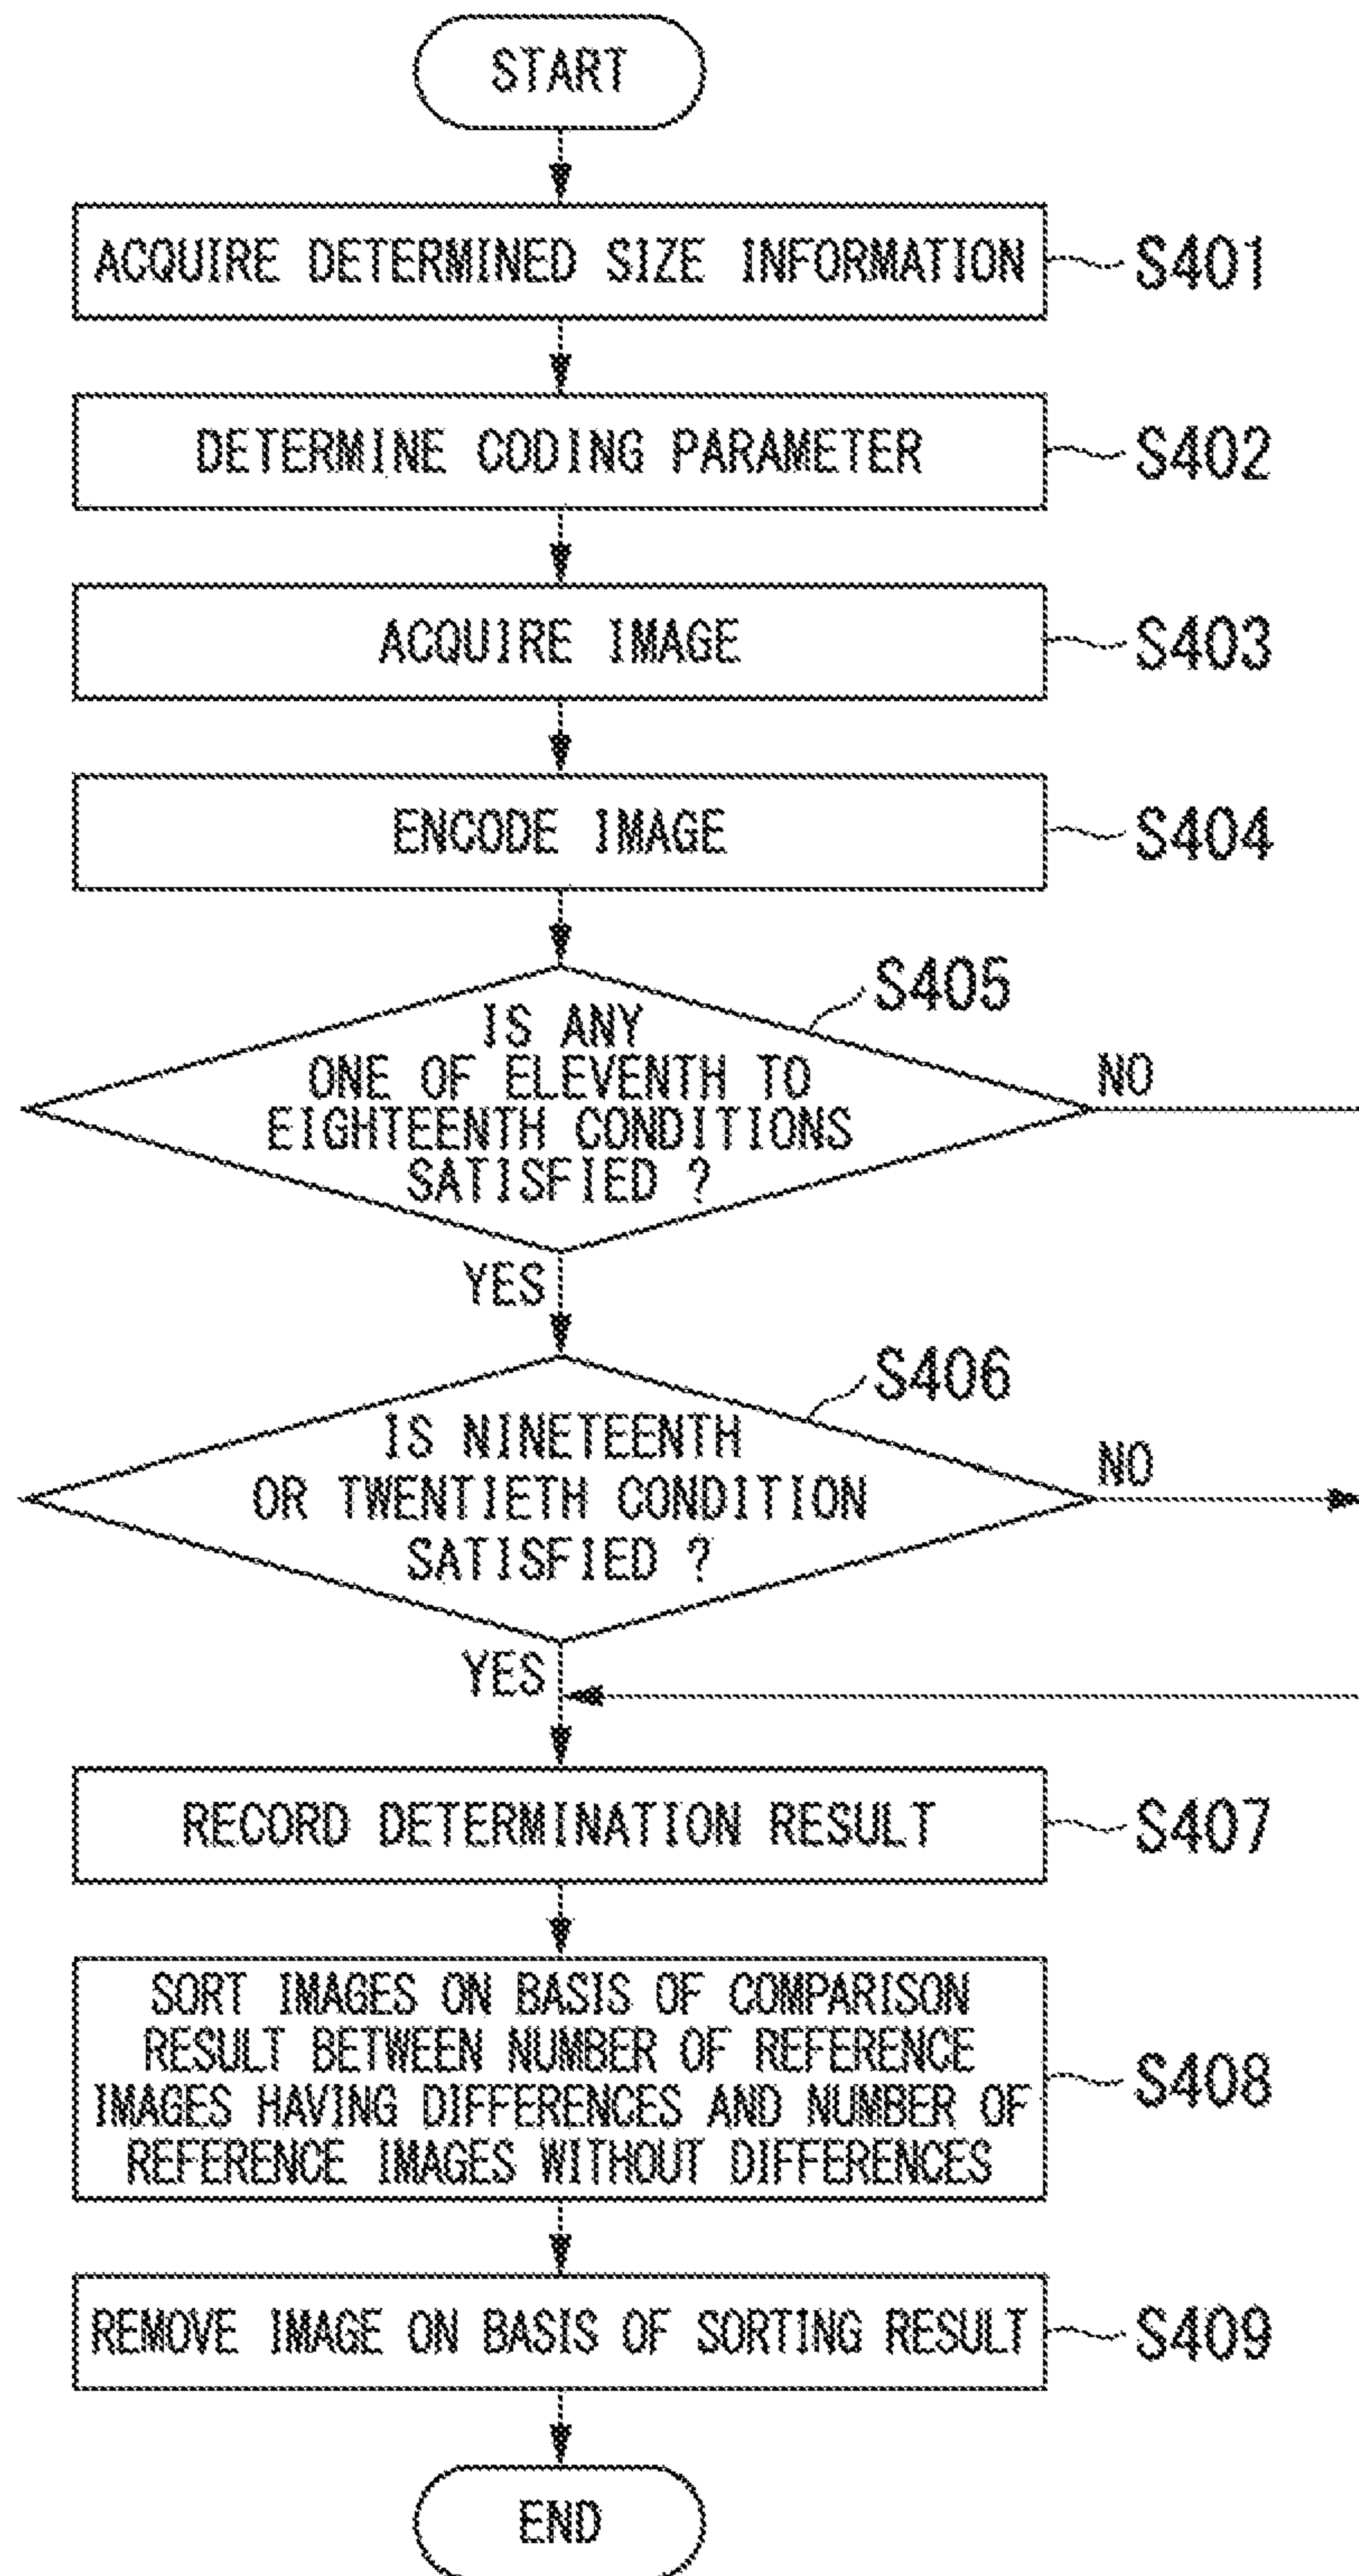 START
ACQUIRE DETERMINED SIZE INFORMATION
S401
DETERMINE CODING PARAMETER
S402
ACQUIRE IMAGE
S403
ENCODE IMAGE
S404
S405
IS ANY
ONE OF ELEVENTH TO
EIGHTEENTH CONDITIONS
SATISFIED ?
NO
YES
S406
IS NINETEENTH
OR TWENTIETH CONDITION
SATISFIED ?
NO
YES
RECORD DETERMINATION RESULT
S407
SORT IMAGES ON BASIS OF COMPARISON
RESULT BETWEEN NUMBER OF REFERENCE
IMAGES HAVING DIFFERENCES AND NUMBER OF
REFERENCE IMAGES WITHOUT DIFFERENCES
S408
REMOVE IMAGE ON BASIS OF SORTING RESULT
S409
END